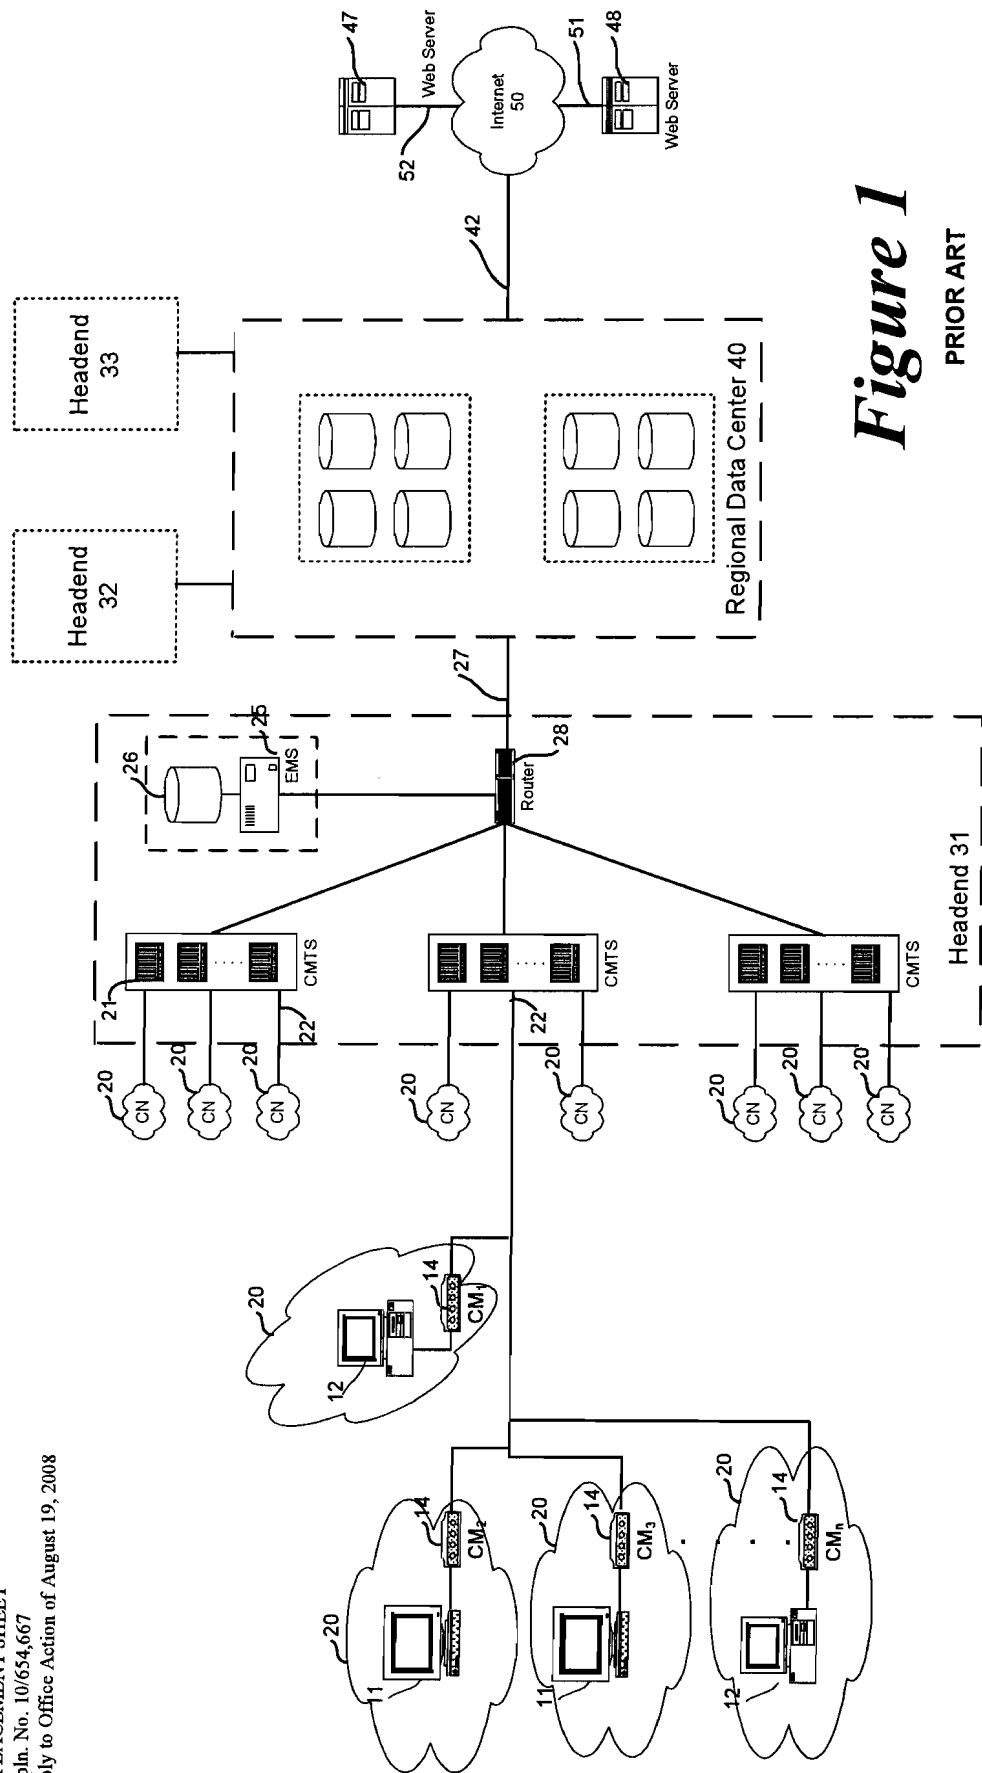 REPLACEMENT SHEET
Appln. No. 10/654,667
Reply to Office Action of August 19, 2008
47
Web Server
52
Internet
50
51
48
Web Server
42
Headend
33
Headend
32
Regional Data Center 40
27
26
25
EMS
28
Router
Headend 31
21
CMTS
22
CMTS
22
CMTS
20
CN
20
CN
20
CN
20
CN
20
CN
20
CN
20
CN
20
CN
20
12
14
CM1
20
11
14
CM2
20
11
14
CM3
20
12
14
CMn
Figure 1
PRIOR ART